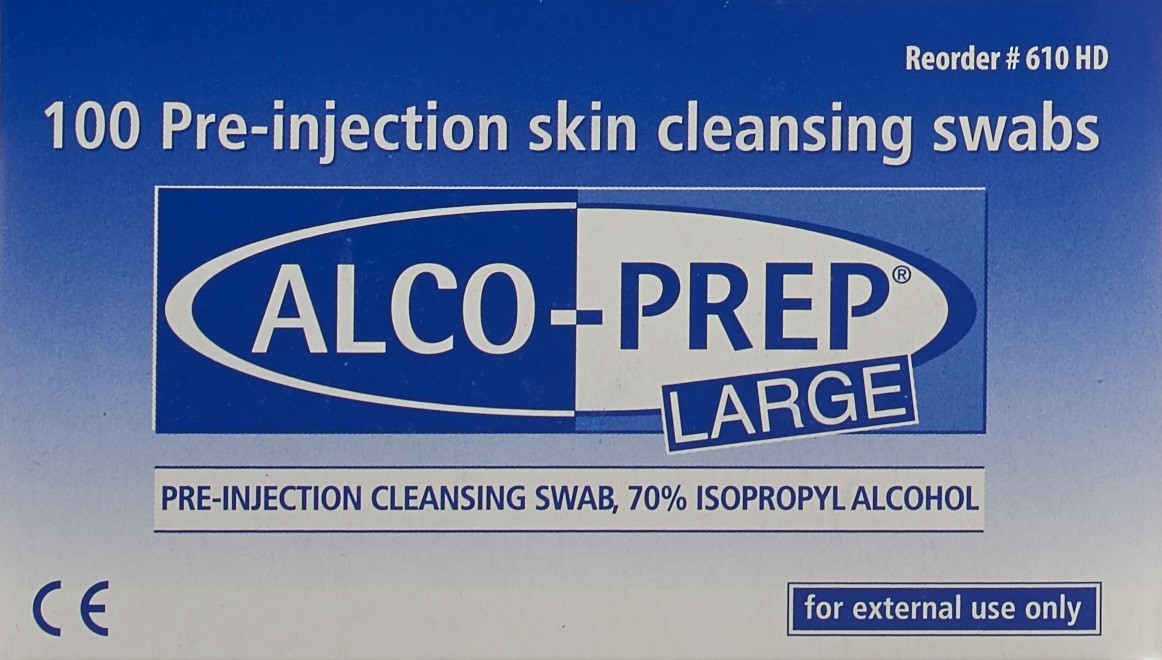 Reorder # 610 HD
100 Pre-injection skin cleansing swabs
ALCO-PREP®
LARGE
PRE-INJECTION CLEANSING SWAB, 70% ISOPROPYL ALCOHOL
CE
for external use only